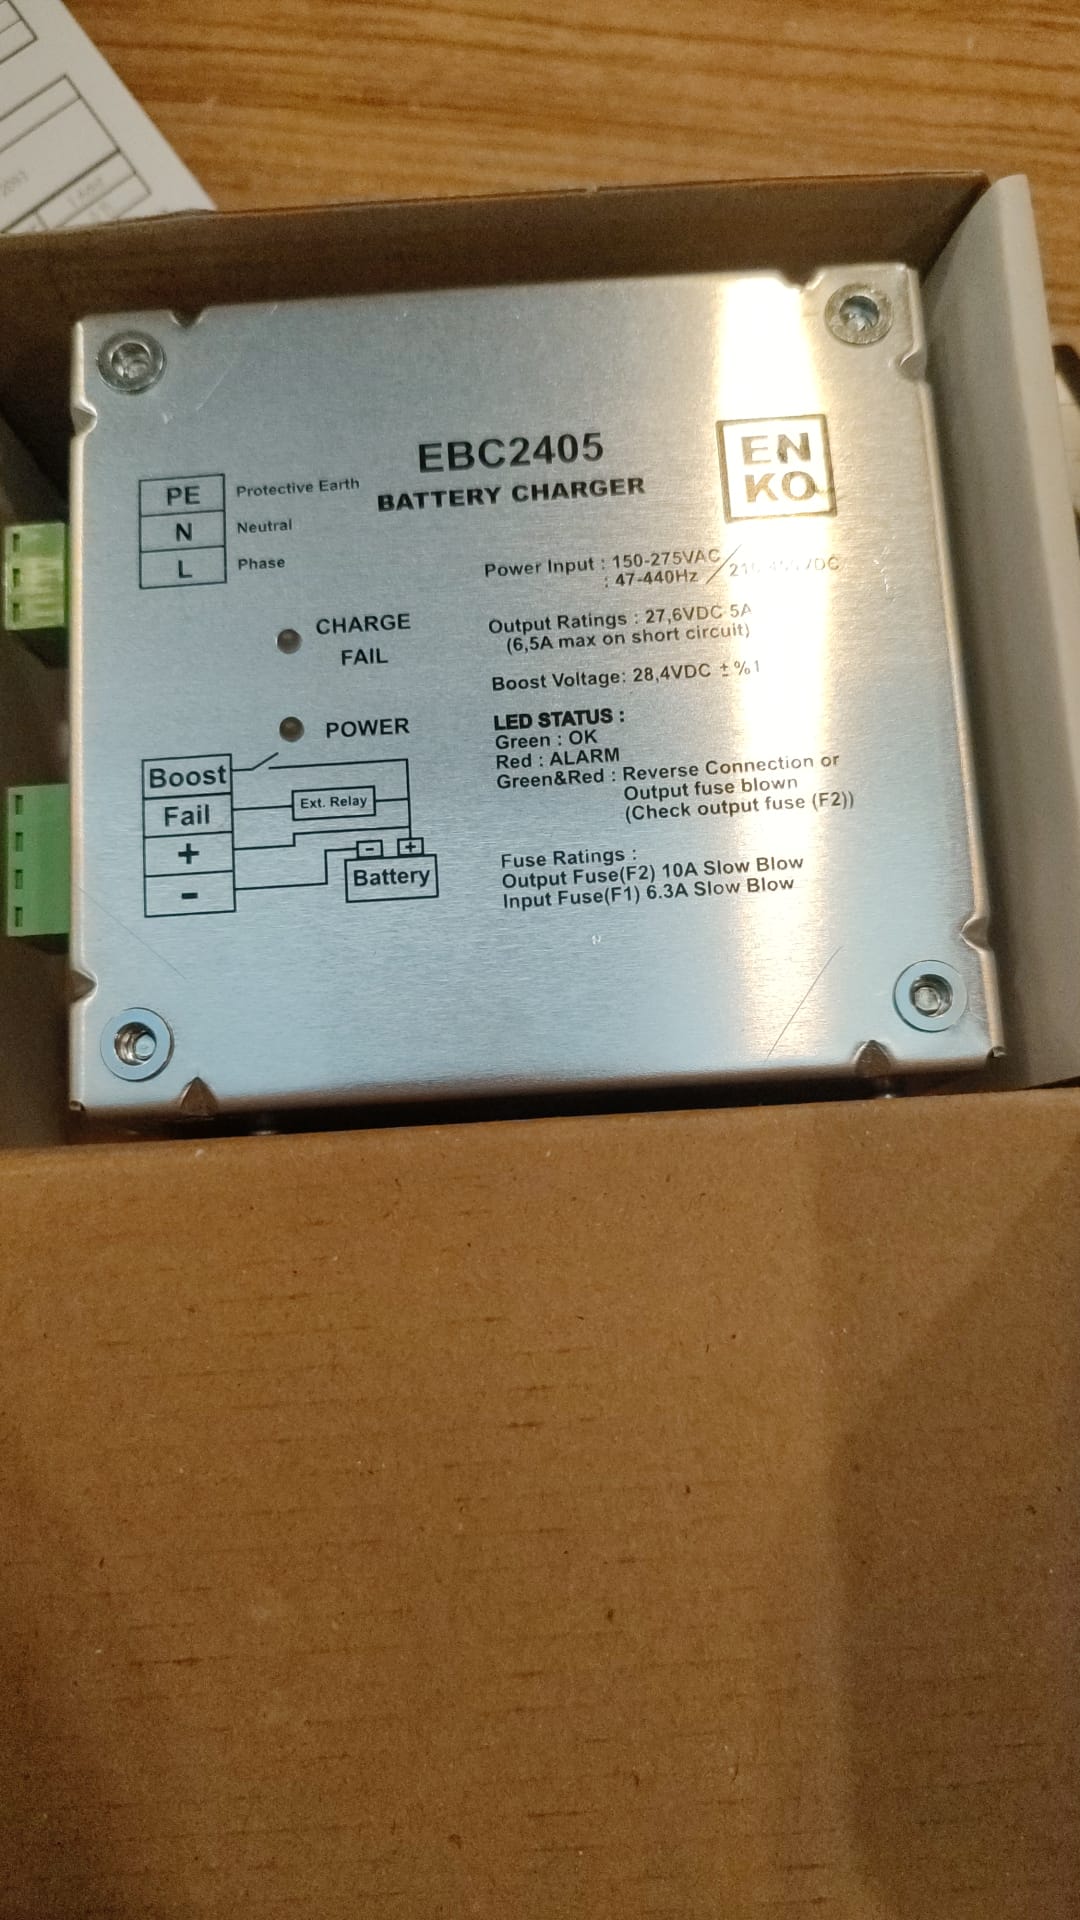 EBC2405
BATTERY CHARGER
EN
KO
PE Protective Earth
N Neutral
L Phase
CHARGE
FAIL
POWER
Boost
Fail
+
-
Ext. Relay
- +
Battery
Power Input : 150-275VAC/
: 47-440Hz
Output Ratings : 27,6VDC 5A
(6,5A max on short circuit)
Boost Voltage: 28,4VDC ±%1
LED STATUS :
Green : OK
Red : ALARM
Green&Red : Reverse Connection or
Output fuse blown
(Check output fuse (F2))
Fuse Ratings :
Output Fuse(F2) 10A Slow Blow
Input Fuse(F1) 6.3A Slow Blow